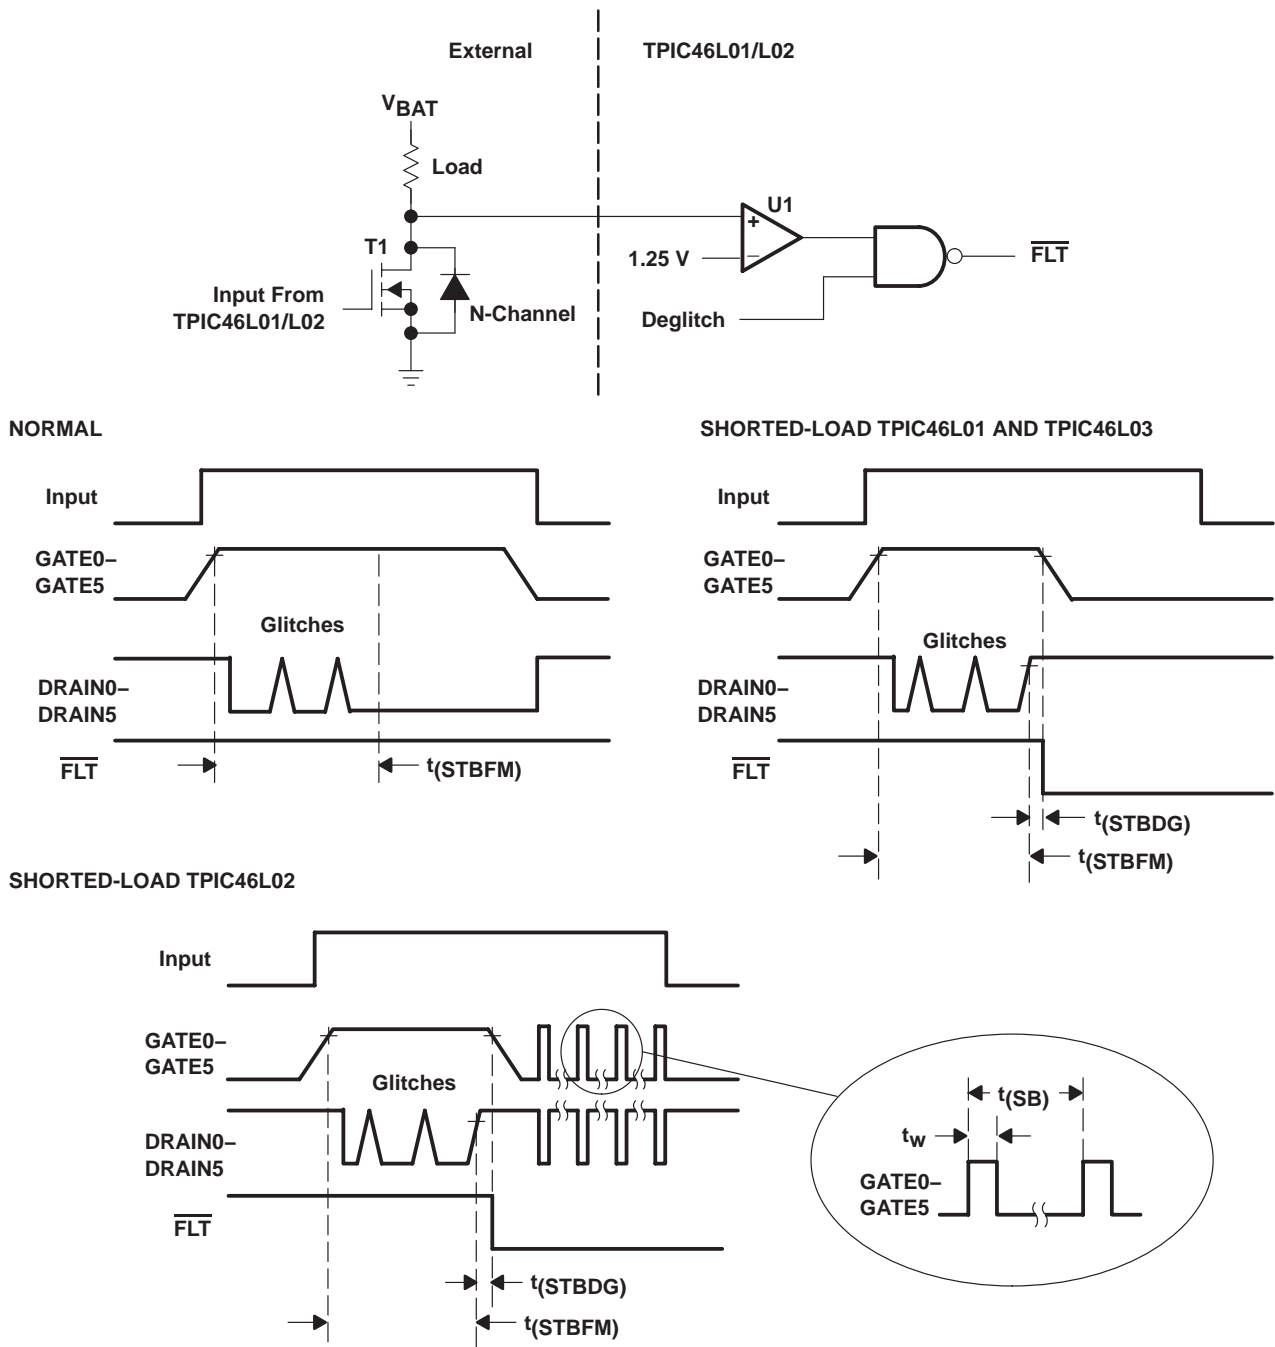 External
TPIC46L01/L02
VBAT
Load
U1
+
−
T1
1.25 V
FLT
Input From
TPIC46L01/L02
N-Channel
Deglitch
NORMAL
Input
GATE0–
GATE5
Glitches
DRAIN0–
DRAIN5
FLT
t(STBFM)
SHORTED-LOAD TPIC46L01 AND TPIC46L03
Input
GATE0–
GATE5
Glitches
DRAIN0–
DRAIN5
FLT
t(STBDG)
t(STBFM)
SHORTED-LOAD TPIC46L02
Input
GATE0–
GATE5
Glitches
DRAIN0–
DRAIN5
FLT
t(STBDG)
t(STBFM)
t(SB)
tw
GATE0–
GATE5